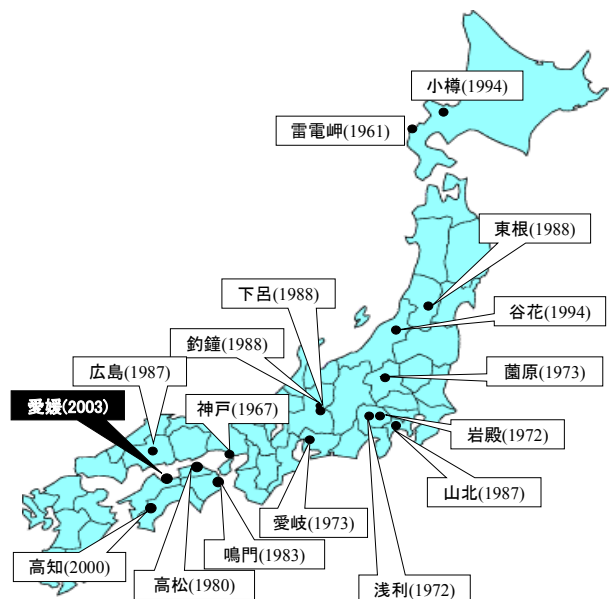 小樽(1994)
雷電岬(1961)
東根(1988)
下呂(1988)
谷花(1994)
釣鐘(1988)
広島(1987)
薗原(1973)
愛媛(2003)
神戸(1967)
岩殿(1972)
山北(1987)
愛岐(1973)
鳴門(1983)
高知(2000)
高松(1980)
浅利(1972)